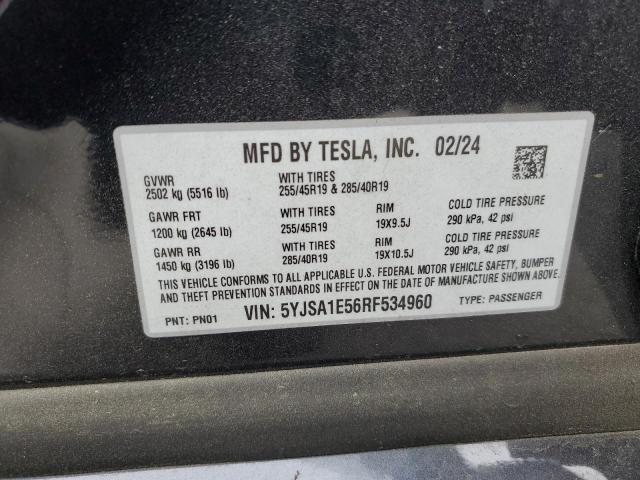 MFD BY TESLA, INC. 02/24
GVWR
2502 kg (5516 lb)
WITH TIRES
255/45R19 & 285/40R19
GAWR FRT
1200 kg (2645 lb)
WITH TIRES
255/45R19
RIM
19X9.5J
COLD TIRE PRESSURE
290 kPa, 42 psi
GAWR RR
1450 kg (3196 lb)
WITH TIRES
285/40R19
RIM
19X10.5J
COLD TIRE PRESSURE
290 kPa, 42 psi
THIS VEHICLE CONFORMS TO ALL APPLICABLE U.S. FEDERAL MOTOR VEHICLE SAFETY, BUMPER
AND THEFT PREVENTION STANDARDS IN EFFECT ON THE DATE OF MANUFACTURE SHOWN ABOVE.
PNT: PN01 VIN: 5YJSA1E56RF534960 TYPE: PASSENGER